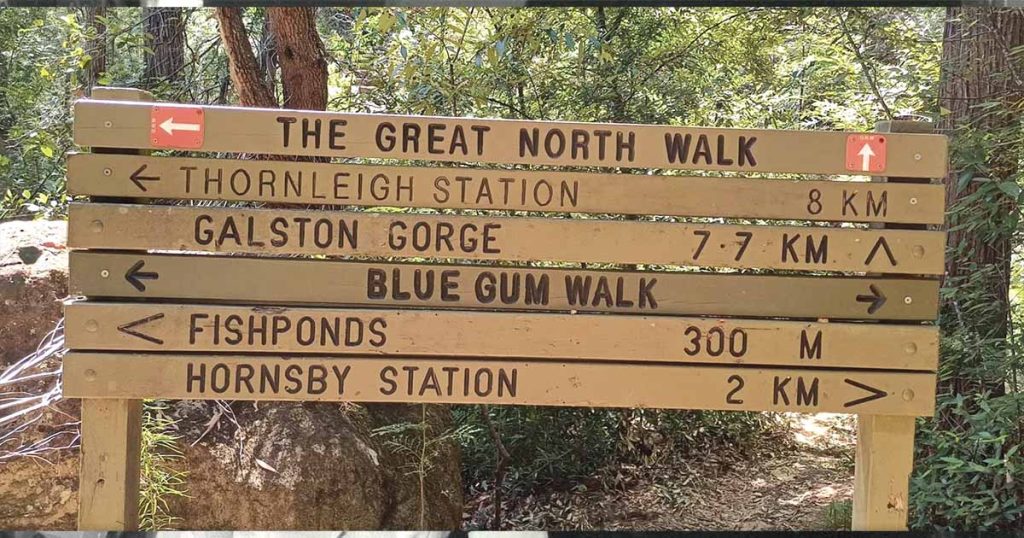 THE GREAT NORTH WALK
THORNLEIGH STATION 8 KM
GALSTON GORGE 7.7 KM
BLUE GUM WALK
FISHPONDS 300 M
HORNSBY STATION 2 KM